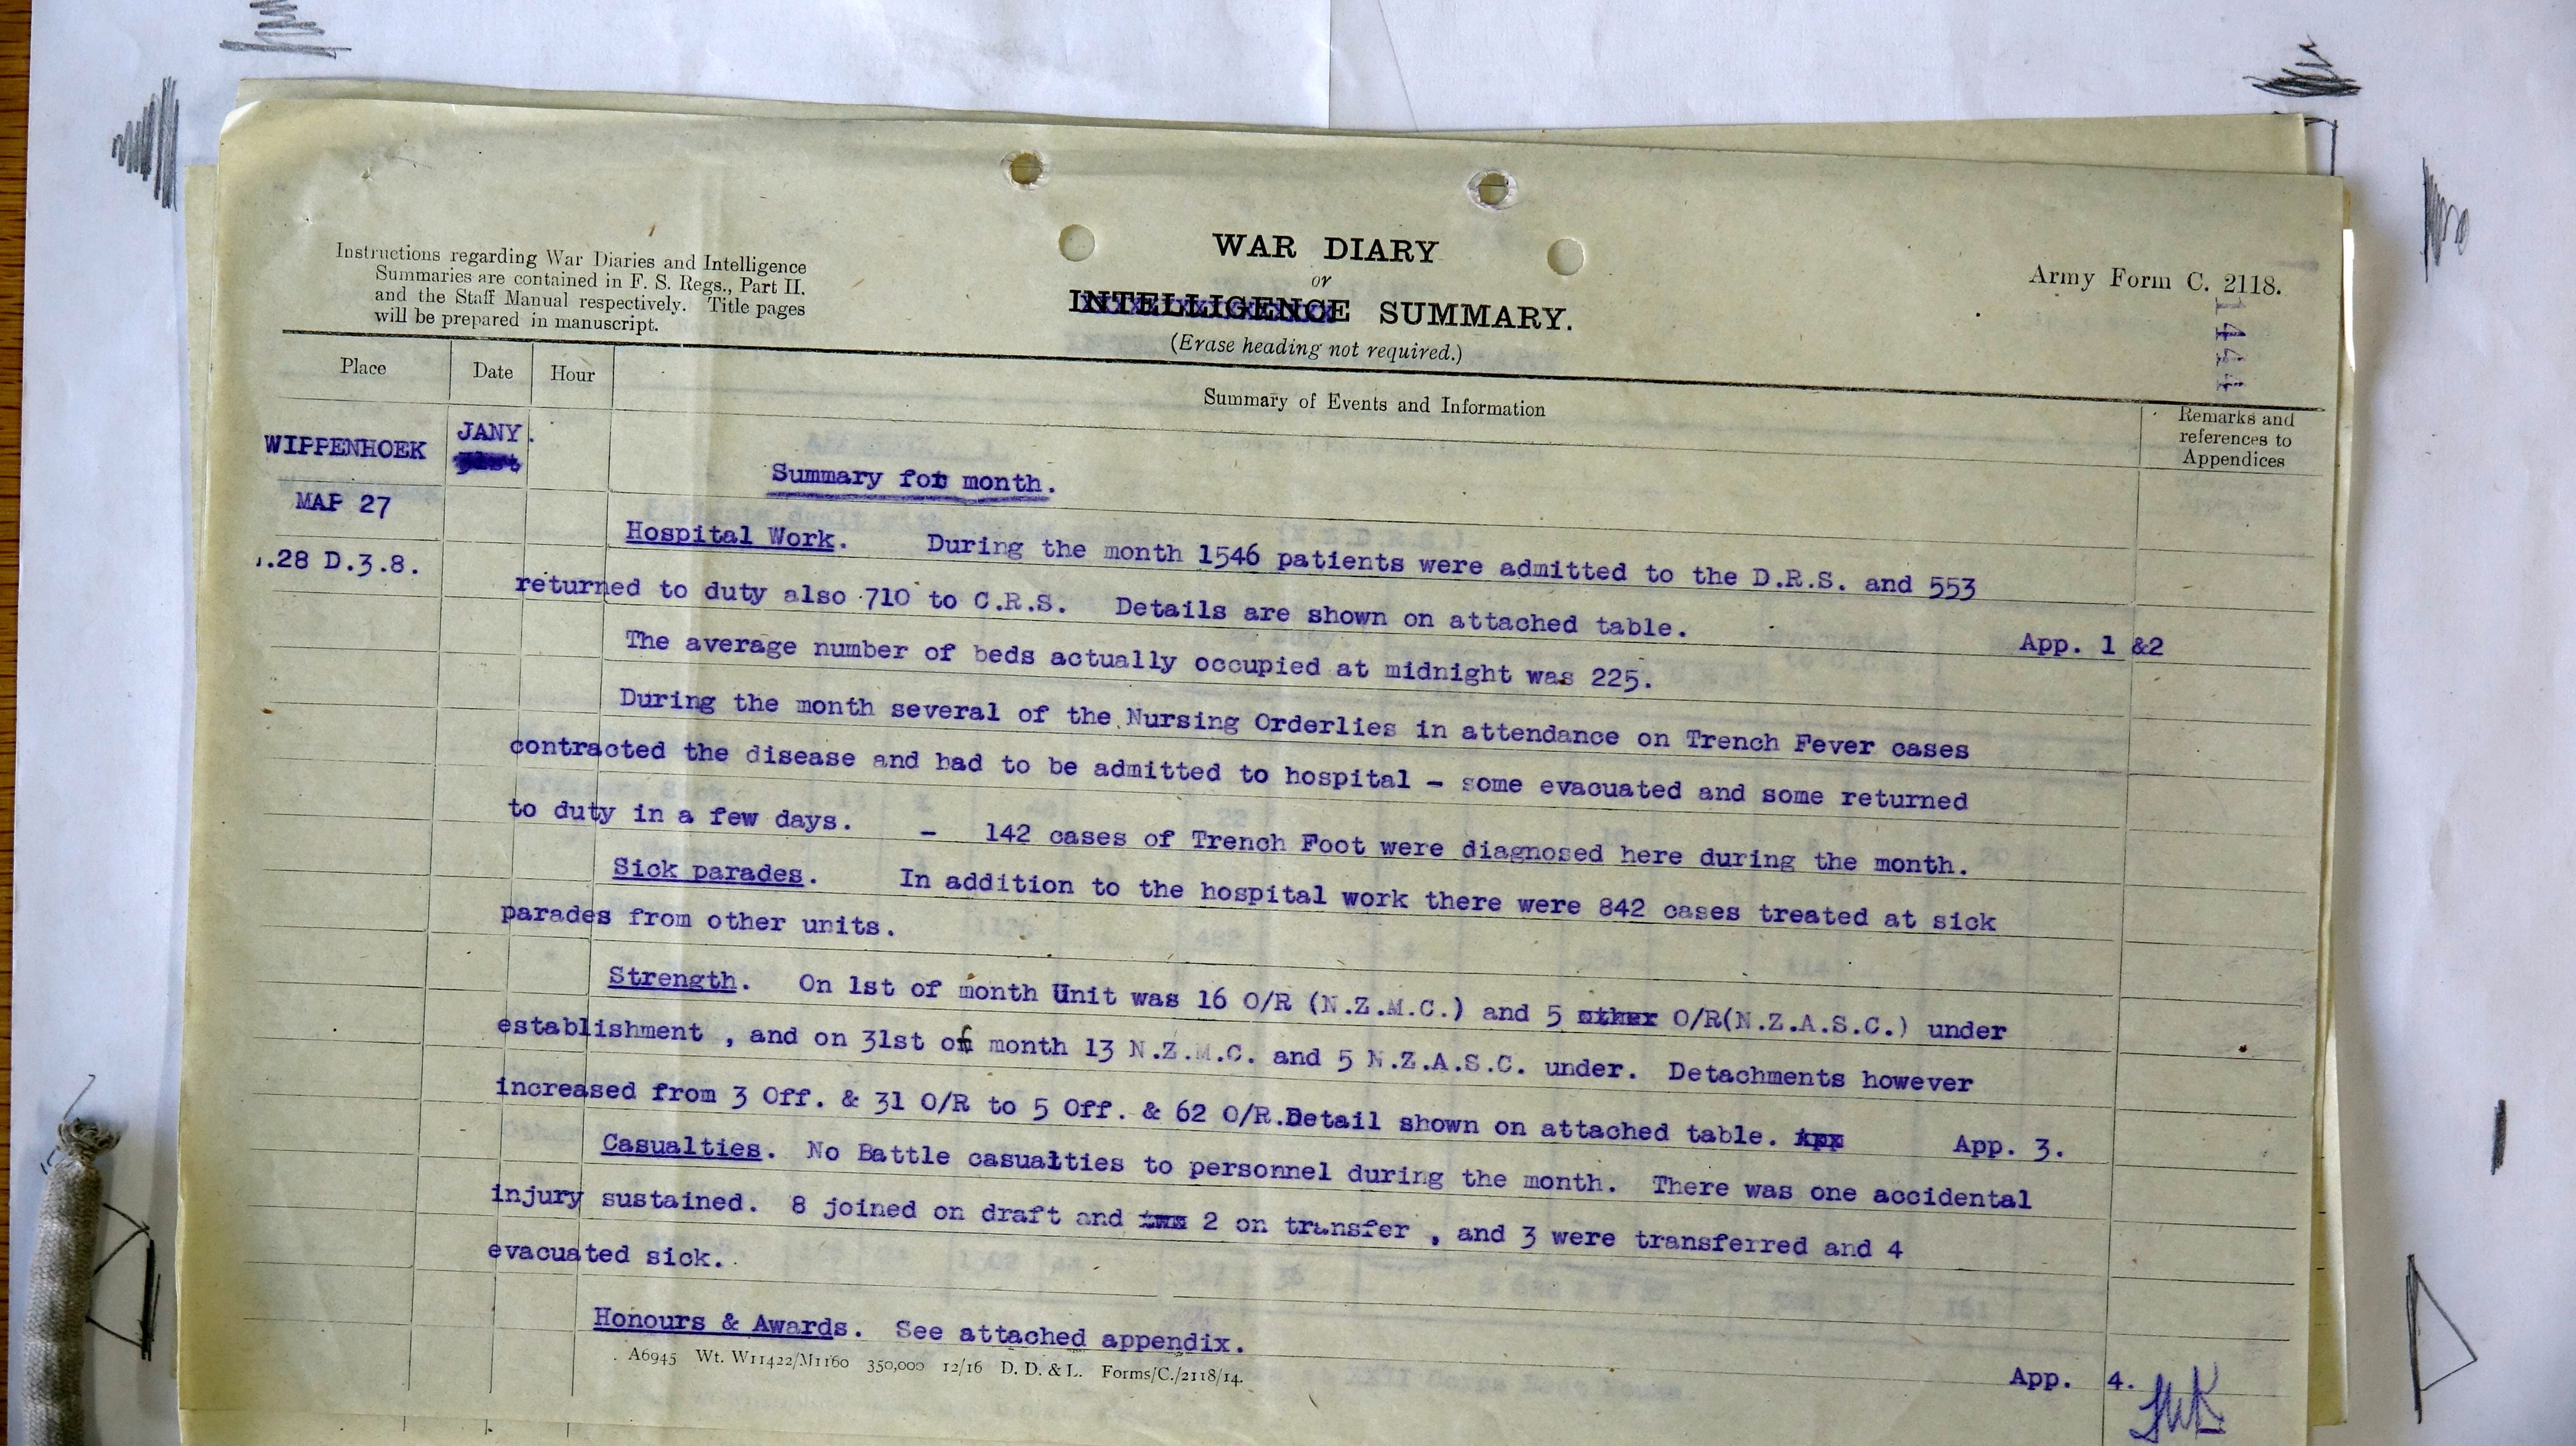 Instructions regarding War Diaries and Intelligence
Summaries are contained in F. S. Regs., Part II.
and the Staff Manual respectively. Title pages
will be prepared in manuscript.
WAR DIARY
or
INTELLIGENCE SUMMARY.
(Erase heading not required.)
Army Form C. 2118.
Place
Date
Hour
Summary of Events and Information
Remarks and
references to
Appendices
WIPPENHOEK
JANY.
MAP 27
.28 D.3.8.
Summary for month.
Hospital Work. During the month 1546 patients were admitted to the D.R.S. and 553
returned to duty also 710 to C.R.S. Details are shown on attached table. App. 1 &2
The average number of beds actually occupied at midnight was 225.
During the month several of the Nursing Orderlies in attendance on Trench Fever cases
contracted the disease and had to be admitted to hospital - some evacuated and some returned
to duty in a few days. - 142 cases of Trench Foot were diagnosed here during the month.
Sick parades. In addition to the hospital work there were 842 cases treated at sick
parades from other units.
Strength. On 1st of month Unit was 16 O/R (N.Z.M.C.) and 5 other O/R(N.Z.A.S.C.) under
establishment , and on 31st of month 13 N.Z.M.C. and 5 N.Z.A.S.C. under. Detachments however
increased from 3 Off. & 31 O/R to 5 Off. & 62 O/R.Detail shown on attached table. App App. 3.
Casualties. No Battle casualties to personnel during the month. There was one accidental
injury sustained. 8 joined on draft and two 2 on transfer , and 3 were transferred and 4
evacuated sick.
Honours & Awards. See attached appendix.
App. 4.
A6945 Wt. W11422/M1160 350,000 12/16 D. D. & L. Forms/C./2118/14.